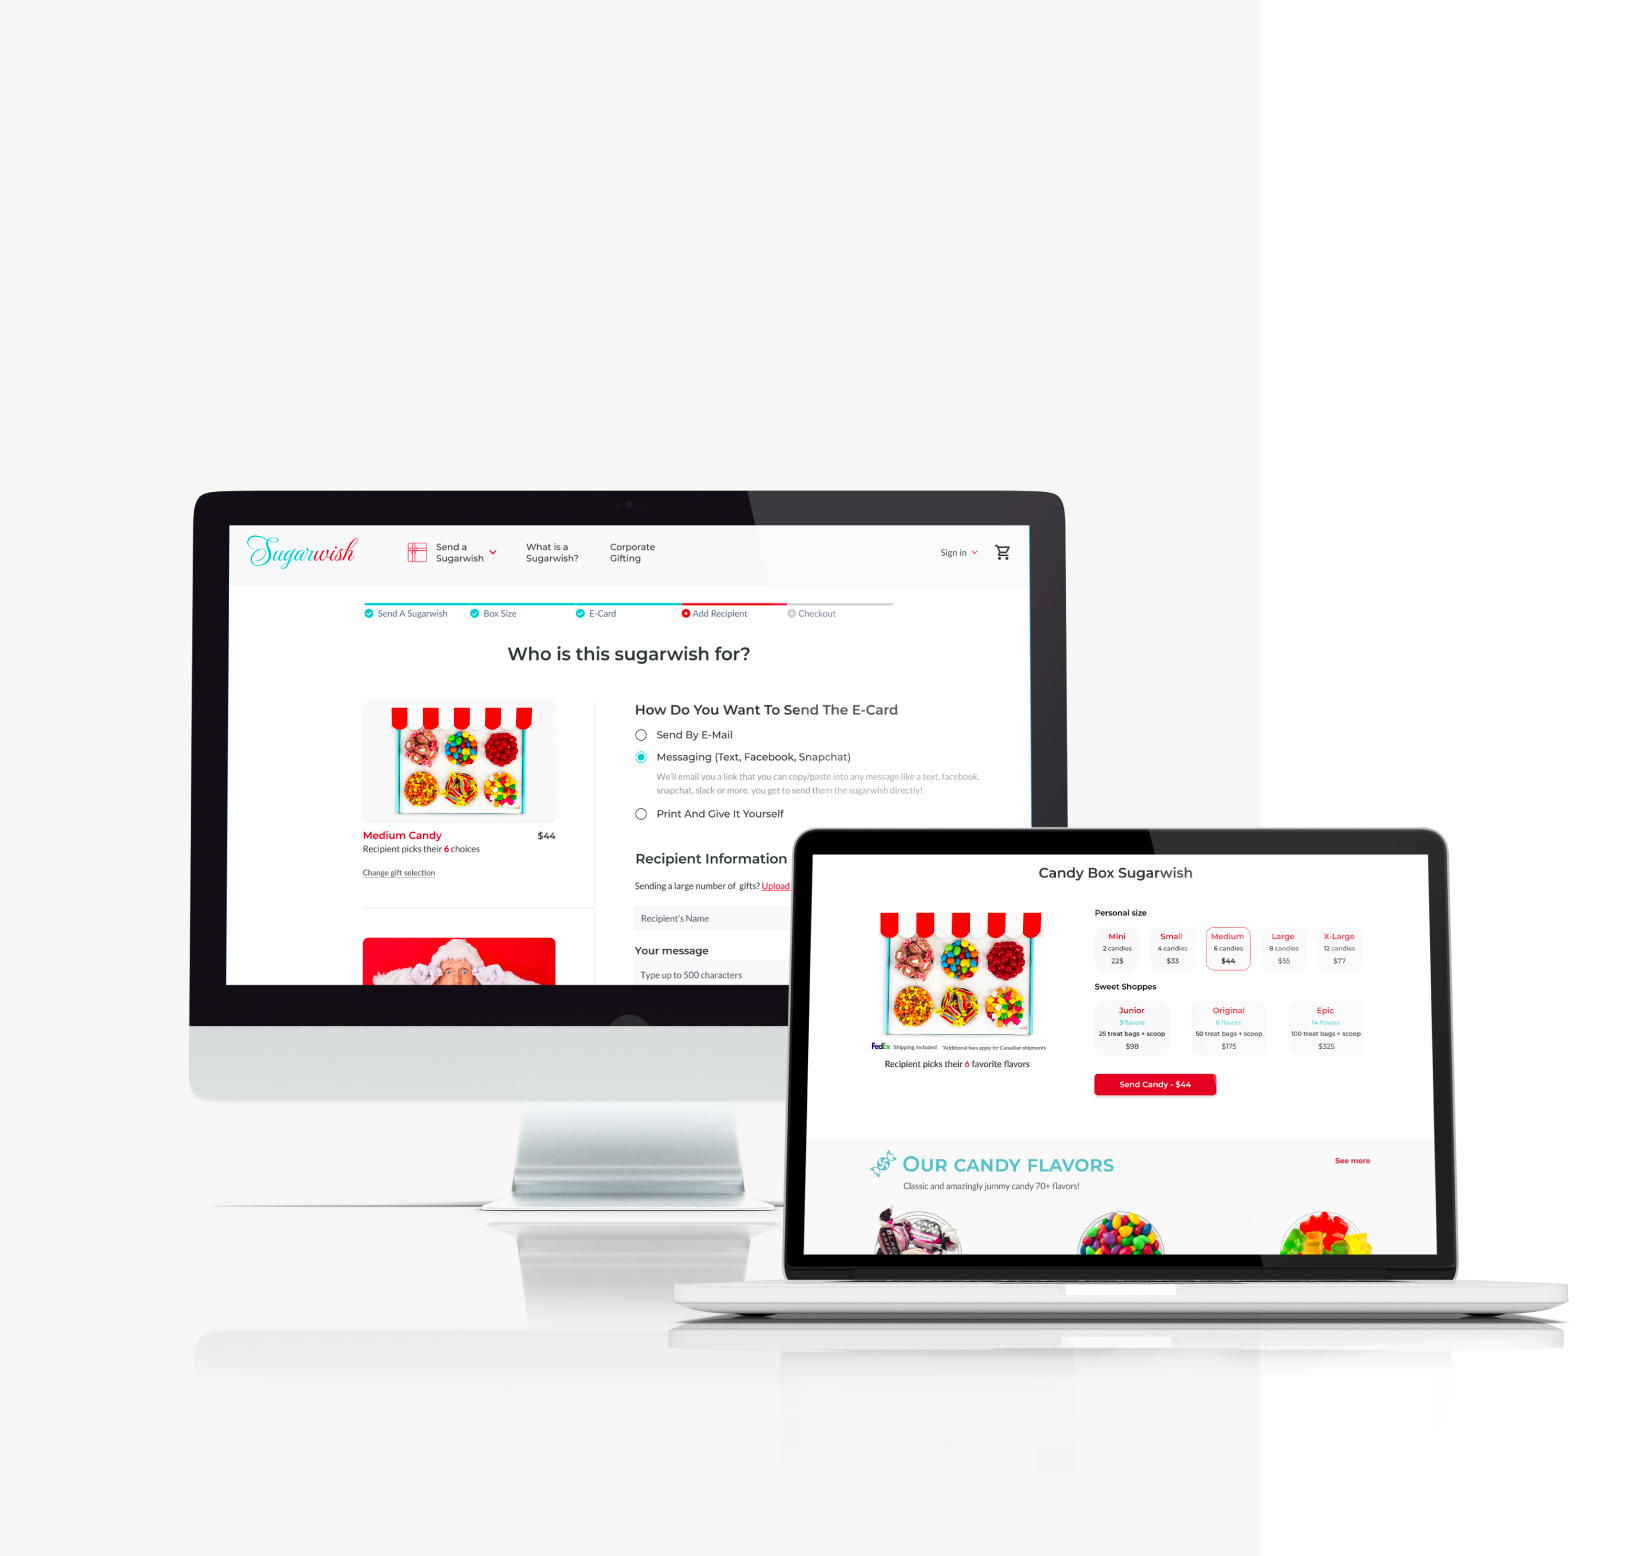 Sugarwish
Send a
Sugarwish
What is a
Sugarwish?
Corporate
Gifting
Sign in
Send A Sugarwish
Box Size
E-Card
Add Recipient
Checkout
Who is this sugarwish for?
Medium Candy
$44
Recipient picks their 6 choices
Change gift selection
How Do You Want To Send The E-Card
Send By E-Mail
Messaging (Text, Facebook, Snapchat)
We'll email you a link that you can copy/paste into any message like a text, facebook,
snapchat, slack or more. you get to send them the sugarwish directly!
Print And Give It Yourself
Recipient Information
Sending a large number of gifts? Upload
Recipient's Name
Your message
Type up to 500 characters
Candy Box Sugarwish
FedEx Shipping Included *Additional fees apply for Canadian shipments
Recipient picks their 6 favorite flavors
Personal size
Mini
2 candies
22$
Small
4 candies
$33
Medium
6 candies
$44
Large
8 candies
$55
X-Large
12 candies
$77
Sweet Shoppes
Junior
3 flavors
25 treat bags + scoop
$98
Original
6 flavors
50 treat bags + scoop
$175
Epic
14 flavors
100 treat bags + scoop
$325
Send Candy - $44
OUR CANDY FLAVORS
See more
Classic and amazingly jummy candy 70+ flavors!